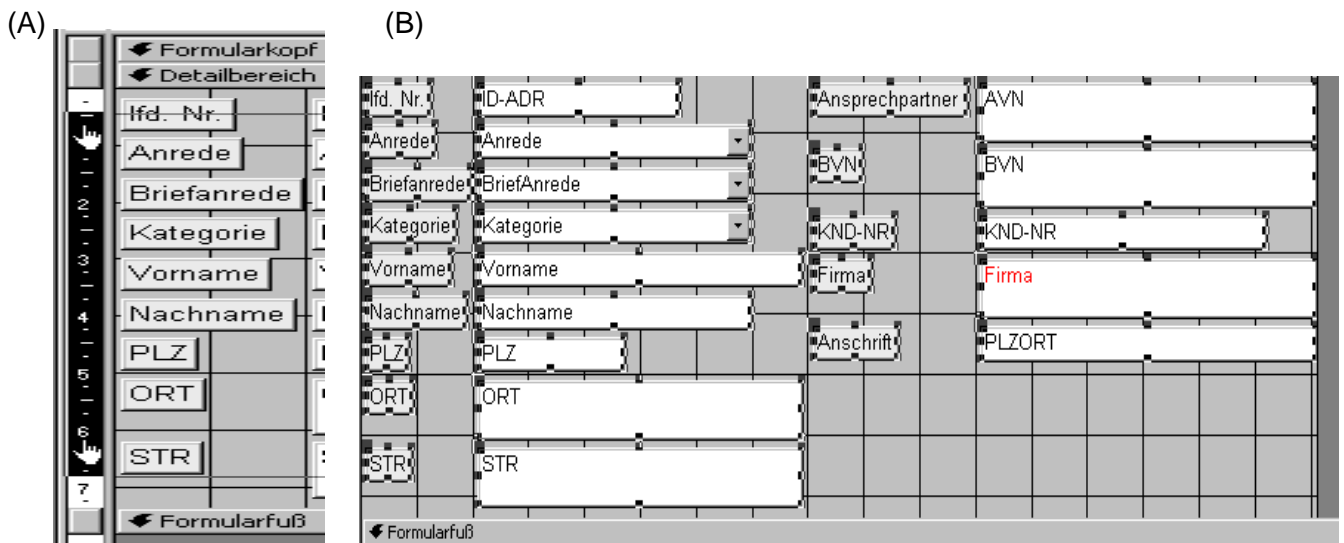 (A)
(B)
Formularkopf
Detailbereich
lfd. Nr.
Anrede
Briefanrede
Kategorie
Vorname
Nachname
PLZ
ORT
STR
Formularfuß
-
2
3
4
5
6
7
lfd. Nr. ID-ADR
Anrede Anrede
Briefanrede BriefAnrede
Kategorie Kategorie
Vorname Vorname
Nachname Nachname
PLZ PLZ
ORT ORT
STR STR
Ansprechpartner AVN
BVN BVN
KND-NR KND-NR
Firma Firma
Anschrift PLZORT
Formularfuß